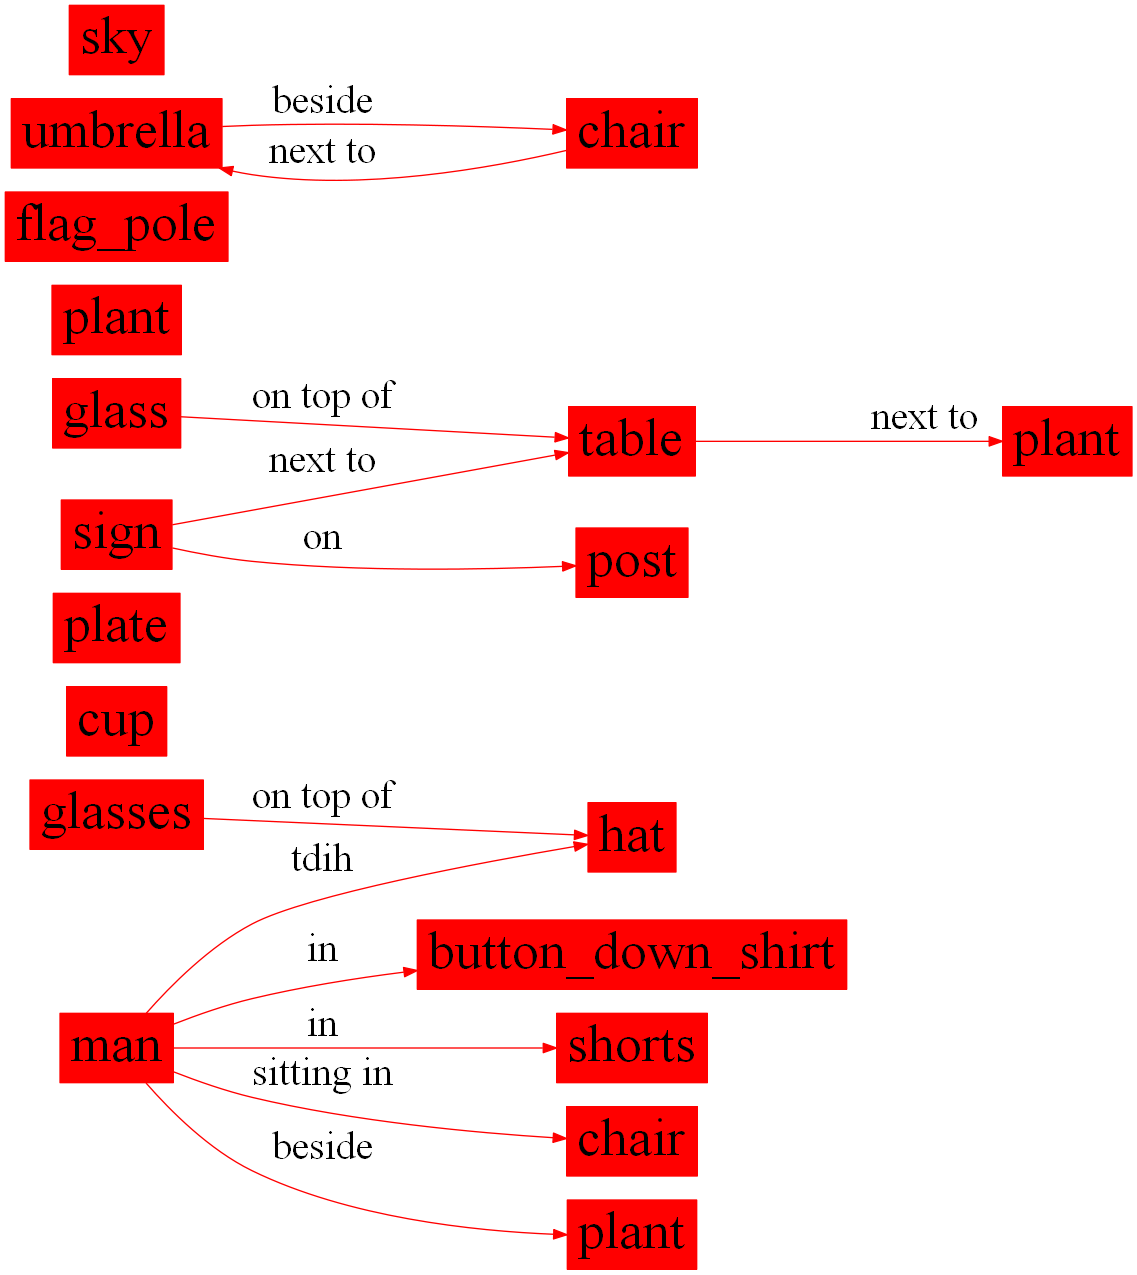 sky
umbrella
beside
next to
chair
flag_pole
plant
glass
on top of
next to
table
next to
plant
sign
on
post
plate
cup
glasses
on top of
tdih
hat
in
button_down_shirt
man
in
shorts
sitting in
chair
beside
plant